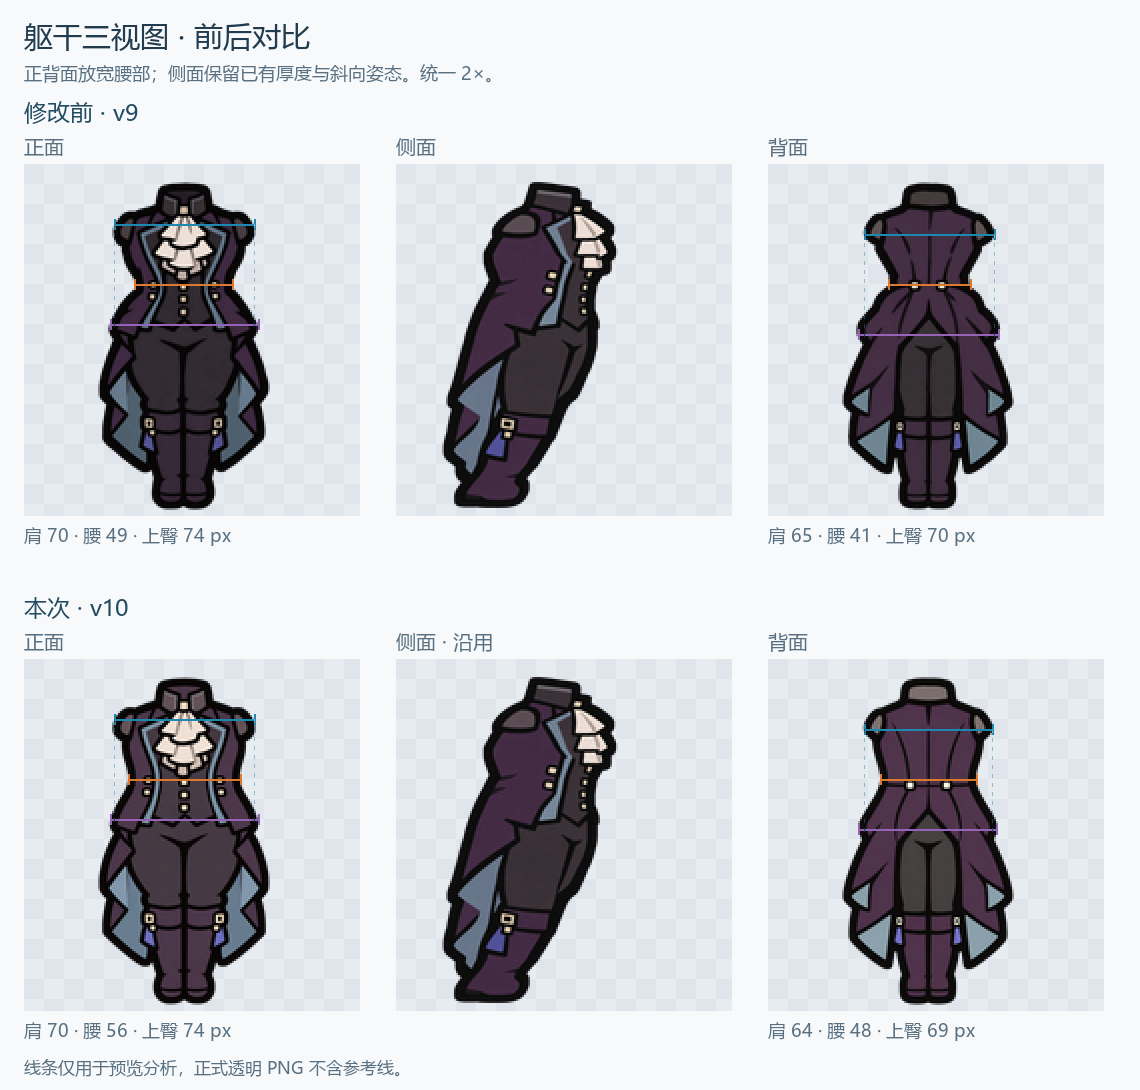 躯干三视图 · 前后对比
正背面放宽腰部；侧面保留已有厚度与斜向姿态。统一 2×。
修改前 · v9
正面
侧面
背面
肩 70 · 腰 49 · 上臀 74 px
肩 65 · 腰 41 · 上臀 70 px
本次 · v10
正面
侧面 · 沿用
背面
肩 70 · 腰 56 · 上臀 74 px
肩 64 · 腰 48 · 上臀 69 px
线条仅用于预览分析，正式透明 PNG 不含参考线。